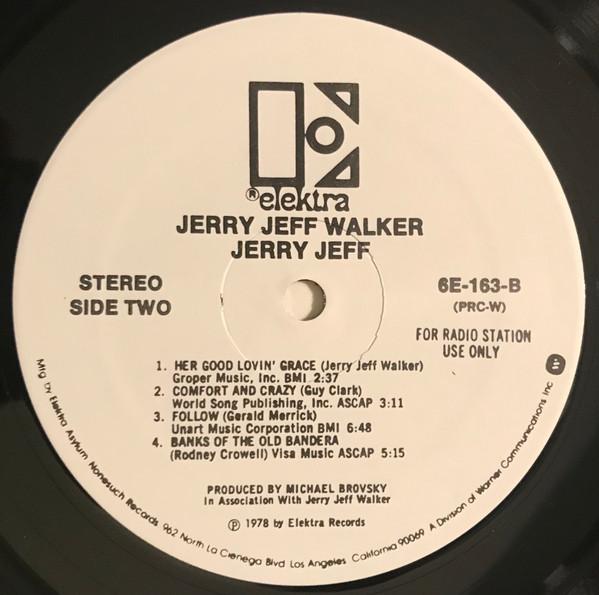 ® elektra
JERRY JEFF WALKER
JERRY JEFF
STEREO
SIDE TWO
6E-163-B
(PRC-W)
FOR RADIO STATION
USE ONLY
1. HER GOOD LOVIN' GRACE (Jerry Jeff Walker)
Groper Music, Inc. BMI 2:37
2. COMFORT AND CRAZY (Guy Clark)
World Song Publishing, Inc. ASCAP 3:11
3. FOLLOW (Gerald Merrick)
Unart Music Corporation BMI 6:48
4. BANKS OF THE OLD BANDERA
(Rodney Crowell) Visa Music ASCAP 5:15
PRODUCED BY MICHAEL BROVSKY
In Association With Jerry Jeff Walker
℗ 1978 by Elektra Records
Mfg by Elektra Asylum Nonesuch Records 962 North La Cienega Blvd Los Angeles California 90069 A Division of Warner Communications Inc